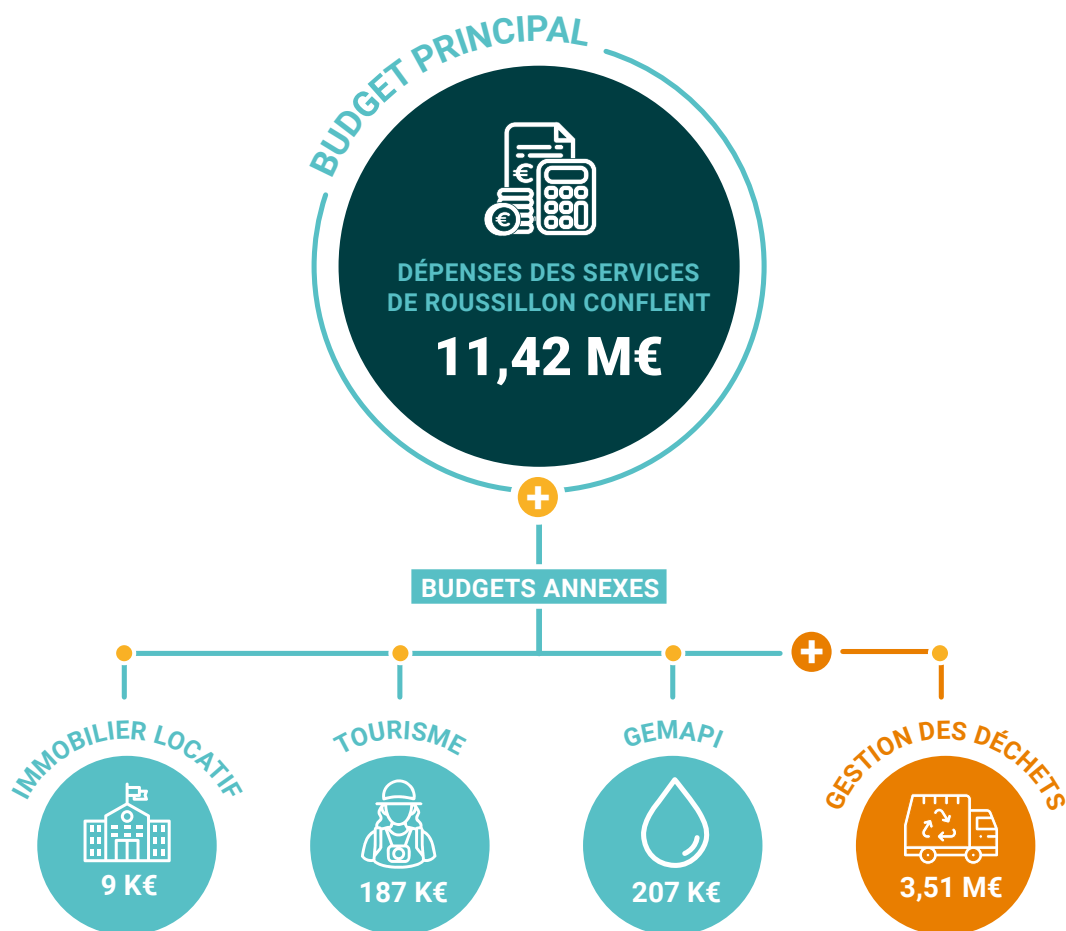 BUDGET PRINCIPAL
DÉPENSES DES SERVICES
DE ROUSSILLON CONFLENT
11,42 M€
BUDGETS ANNEXES
IMMOBILIER LOCATIF
9 K€
TOURISME
187 K€
GEMAPI
207 K€
GESTION DES DÉCHETS
3,51 M€